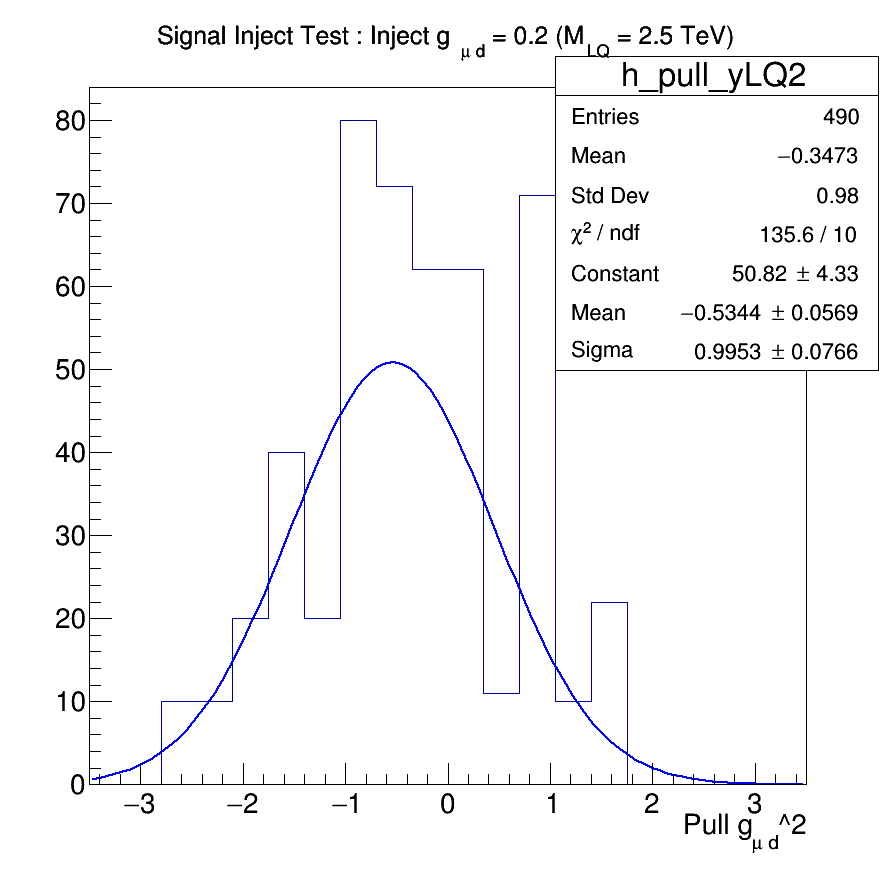 Signal Inject Test : Inject g μ d = 0.2 (M LQ = 2.5 TeV)
h_pull_yLQ2
Entries 490
Mean −0.3473
Std Dev 0.98
χ² / ndf 135.6 / 10
Constant 50.82 ± 4.33
Mean −0.5344 ± 0.0569
Sigma 0.9953 ± 0.0766
80
70
60
50
40
30
20
10
0
−3 −2 −1 0 1 2 3
Pull g μ d ^2